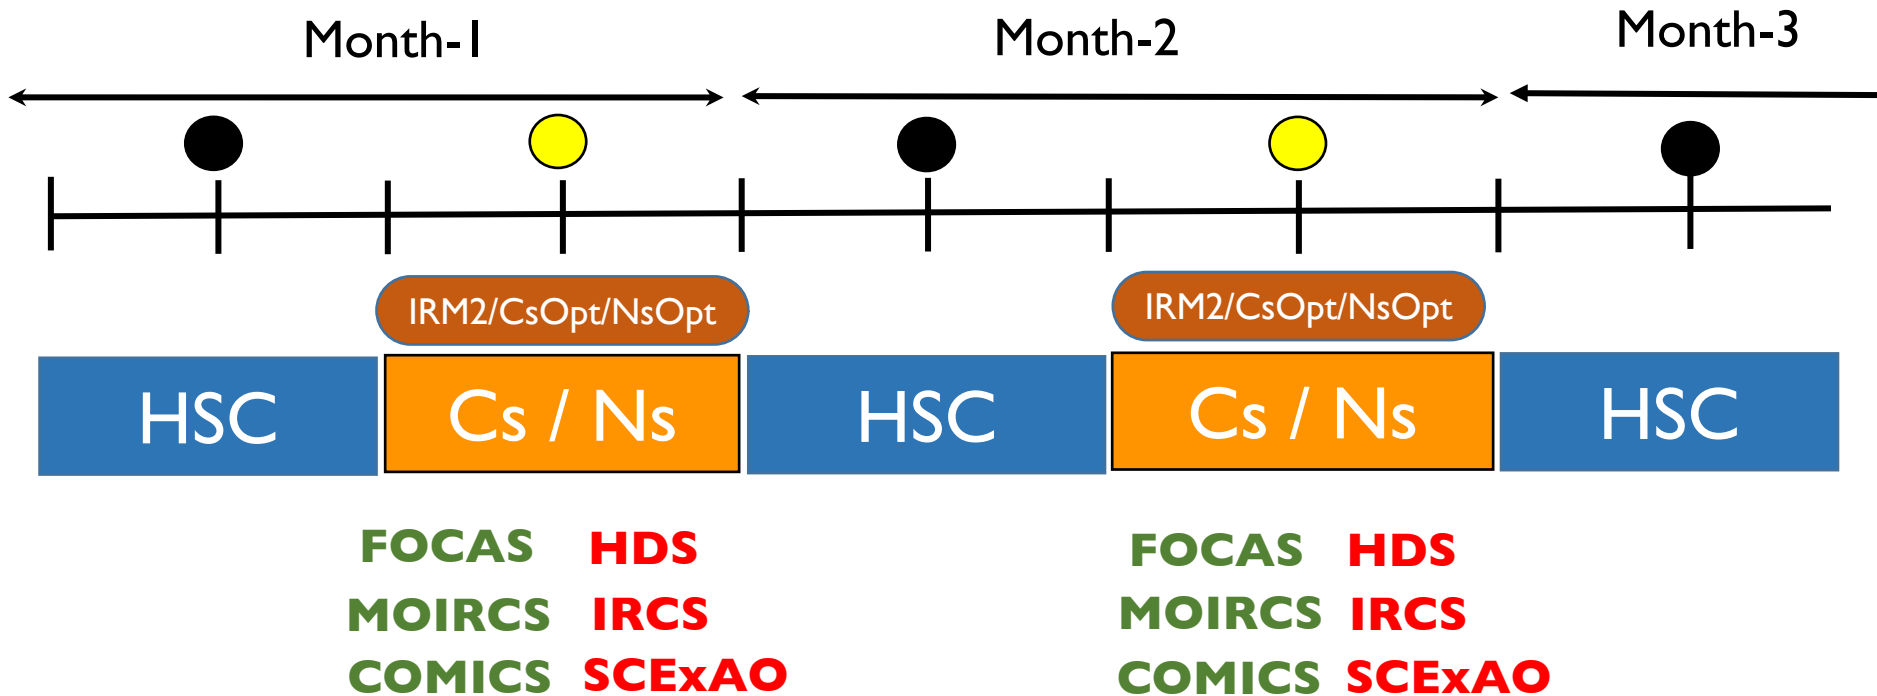 Month-1 Month-2 Month-3
IRM2/CsOpt/NsOpt IRM2/CsOpt/NsOpt
HSC Cs / Ns HSC Cs / Ns HSC
FOCAS HDS FOCAS HDS
MOIRCS IRCS MOIRCS IRCS
COMICS SCExAO COMICS SCExAO